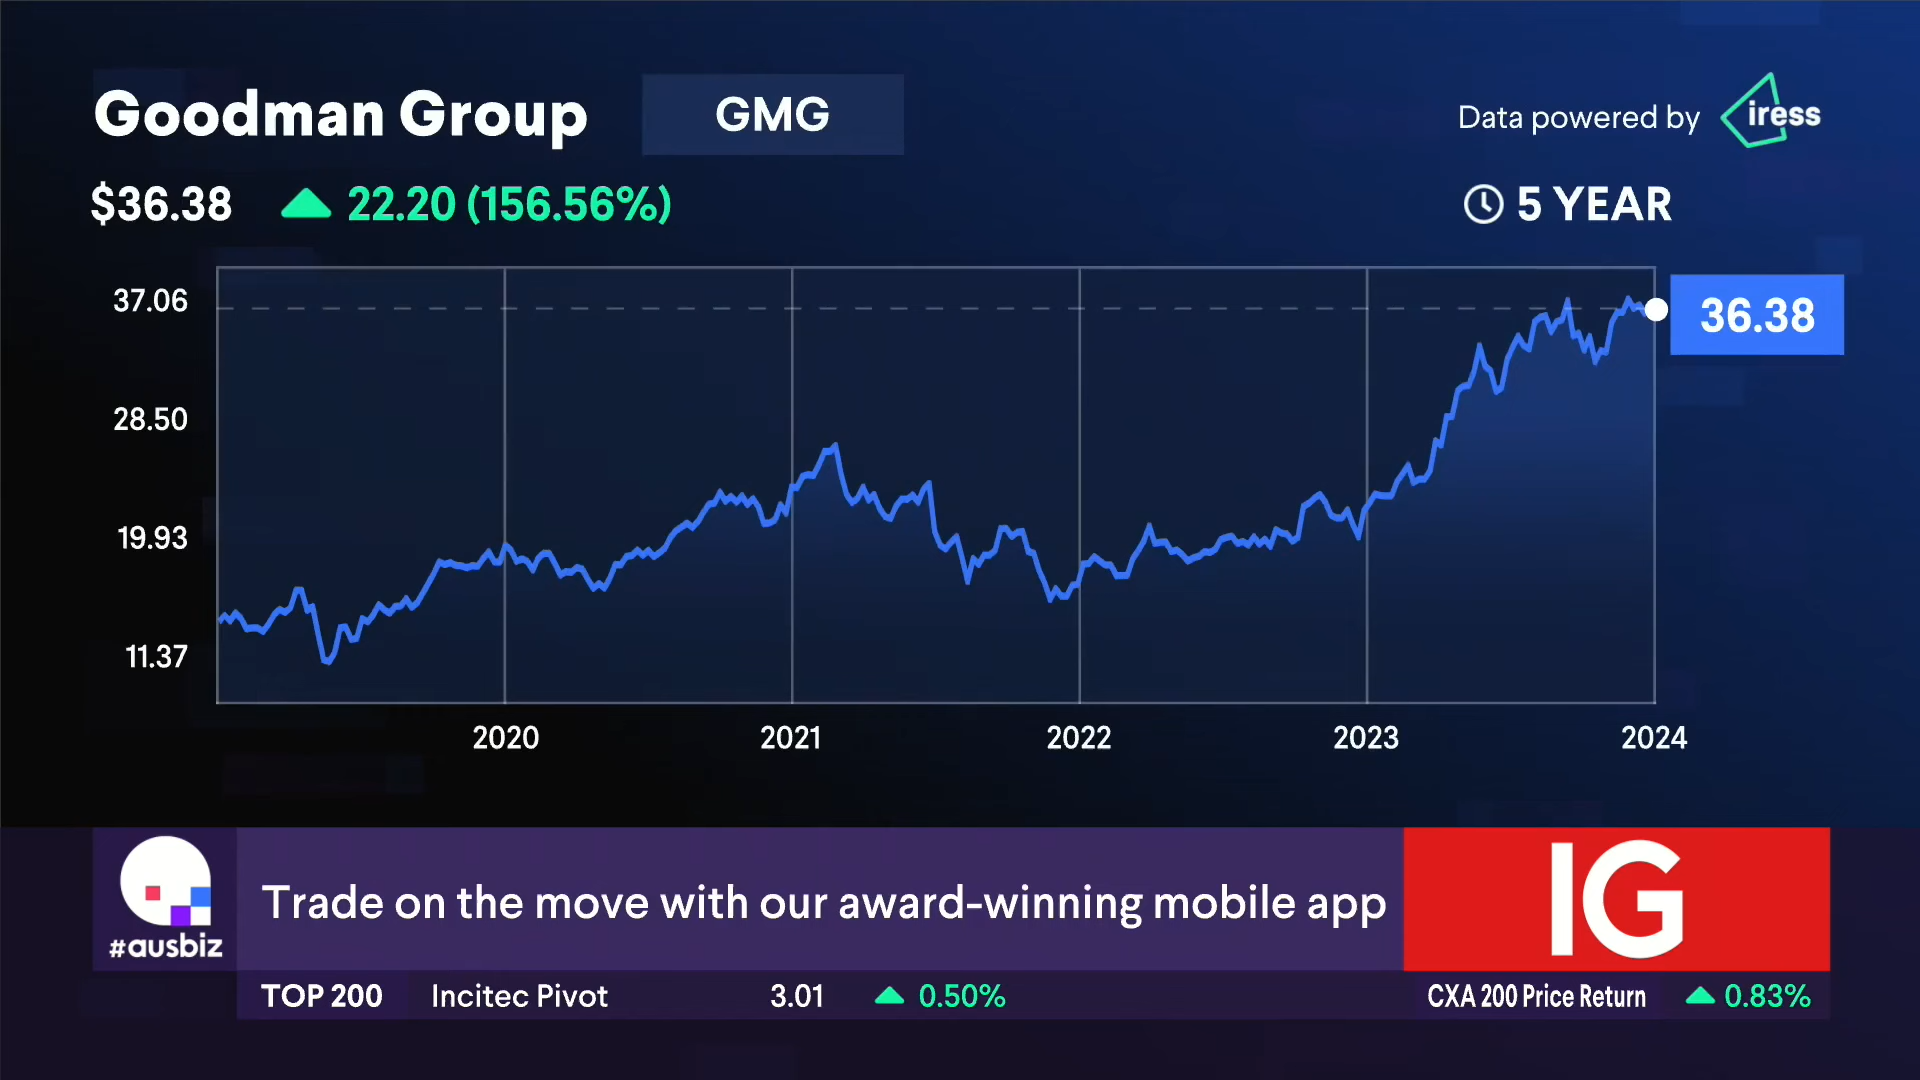 Goodman Group GMG
Data powered by iress
$36.38 22.20 (156.56%)
5 YEAR
37.06
36.38
28.50
19.93
11.37
2020 2021 2022 2023 2024
#ausbiz
Trade on the move with our award-winning mobile app
IG
TOP 200 Incitec Pivot 3.01 0.50%
CXA 200 Price Return 0.83%